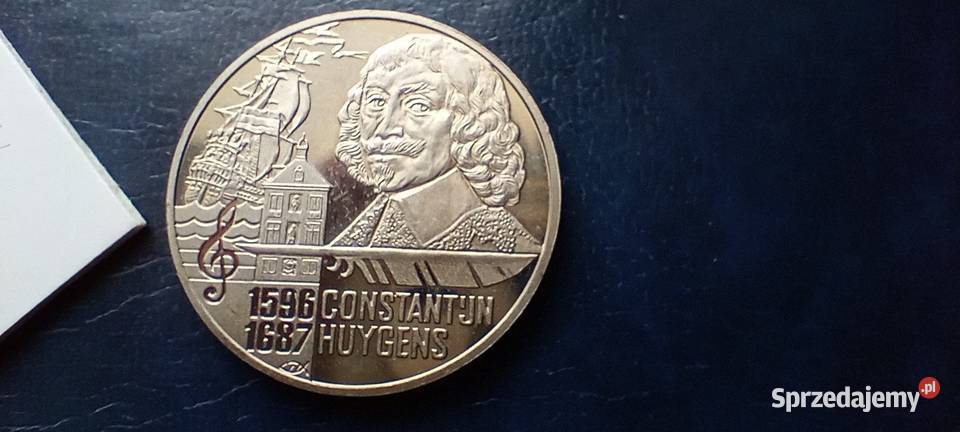 1596 CONSTANTIJN
1687 HUYGENS
Sprzedajemy.pl